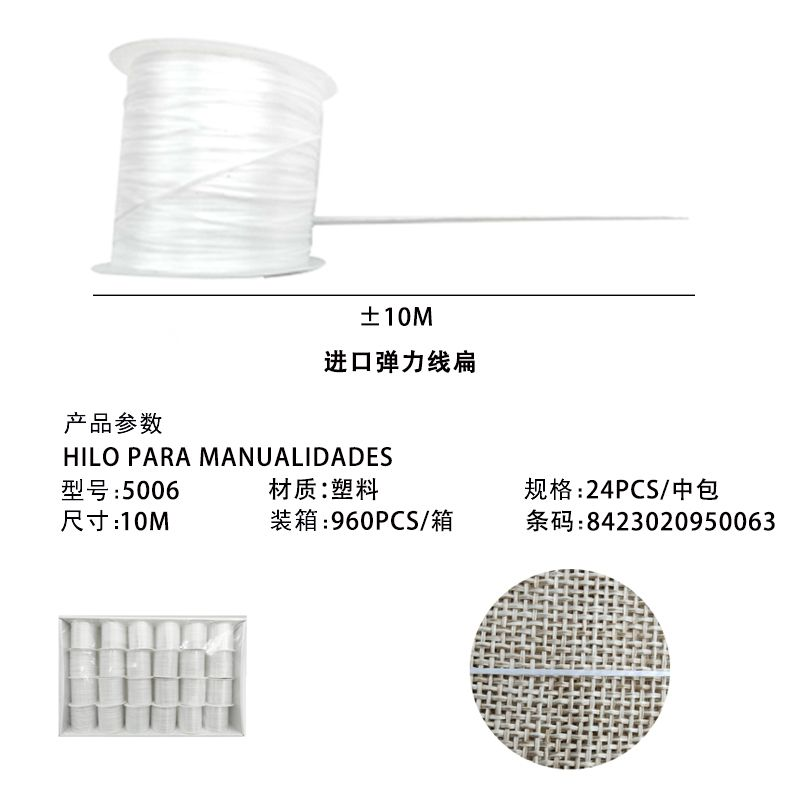 ±10M
进口弹力线扁
产品参数
HILO PARA MANUALIDADES
型号:5006 材质:塑料 规格:24PCS/中包
尺寸:10M 装箱:960PCS/箱 条码:8423020950063